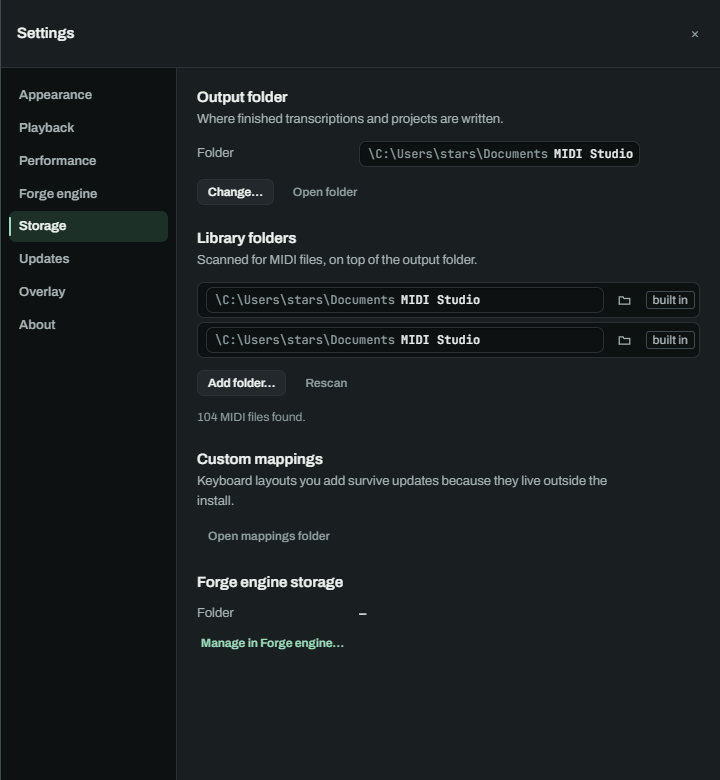 Settings
×
Appearance
Playback
Performance
Forge engine
Storage
Updates
Overlay
About
Output folder
Where finished transcriptions and projects are written.
Folder
\C:\Users\stars\Documents MIDI Studio
Change...
Open folder
Library folders
Scanned for MIDI files, on top of the output folder.
\C:\Users\stars\Documents MIDI Studio
built in
\C:\Users\stars\Documents MIDI Studio
built in
Add folder...
Rescan
104 MIDI files found.
Custom mappings
Keyboard layouts you add survive updates because they live outside the
install.
Open mappings folder
Forge engine storage
Folder
–
Manage in Forge engine...